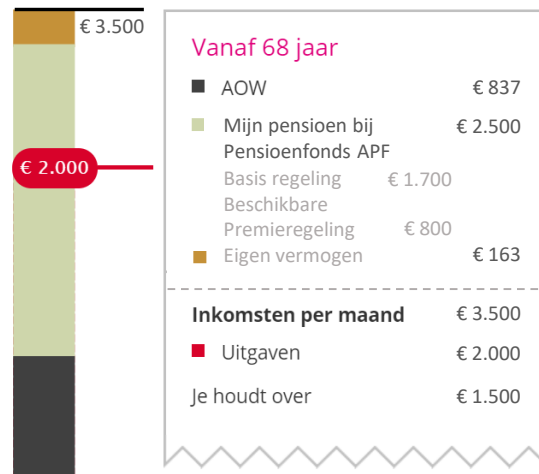 € 3.500
€ 2.000
Vanaf 68 jaar
AOW € 837
Mijn pensioen bij € 2.500
Pensioenfonds APF
Basis regeling € 1.700
Beschikbare
Premieregeling € 800
Eigen vermogen € 163
Inkomsten per maand € 3.500
Uitgaven € 2.000
Je houdt over € 1.500